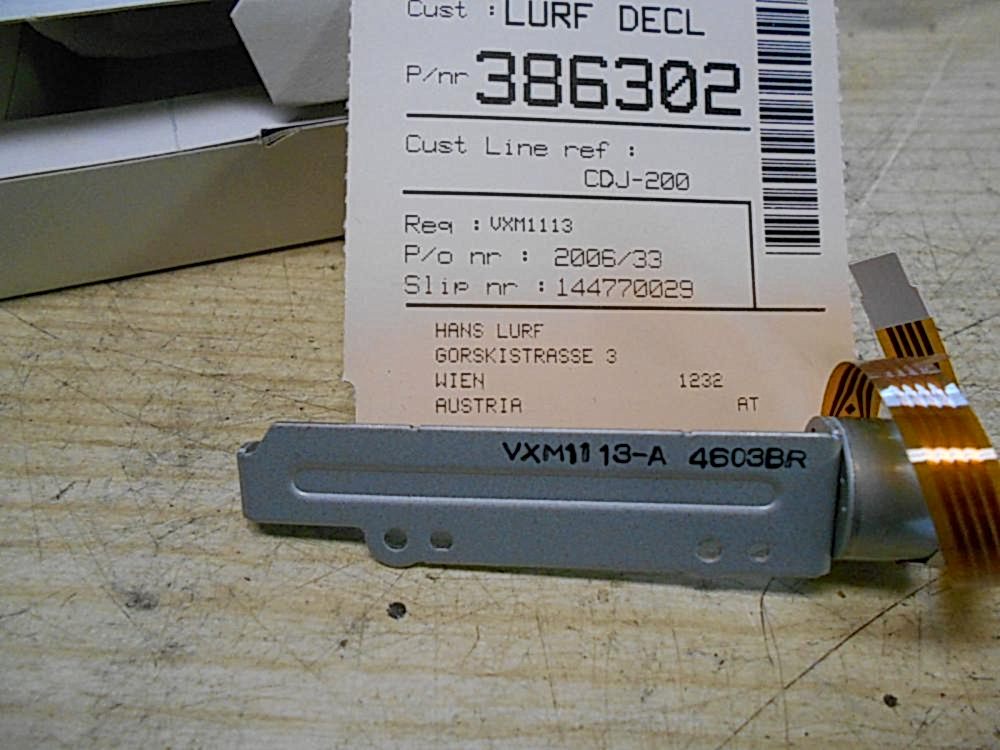 Cust : LURF DECL
P/nr 386302
Cust Line ref :
CDJ-200
Req : VXM1113
P/o nr : 2006/33
Slip nr : 144770029
HANS LURF
GORSKISTRASSE 3
WIEN 1232
AUSTRIA AT
VXM1113-A 4603BR